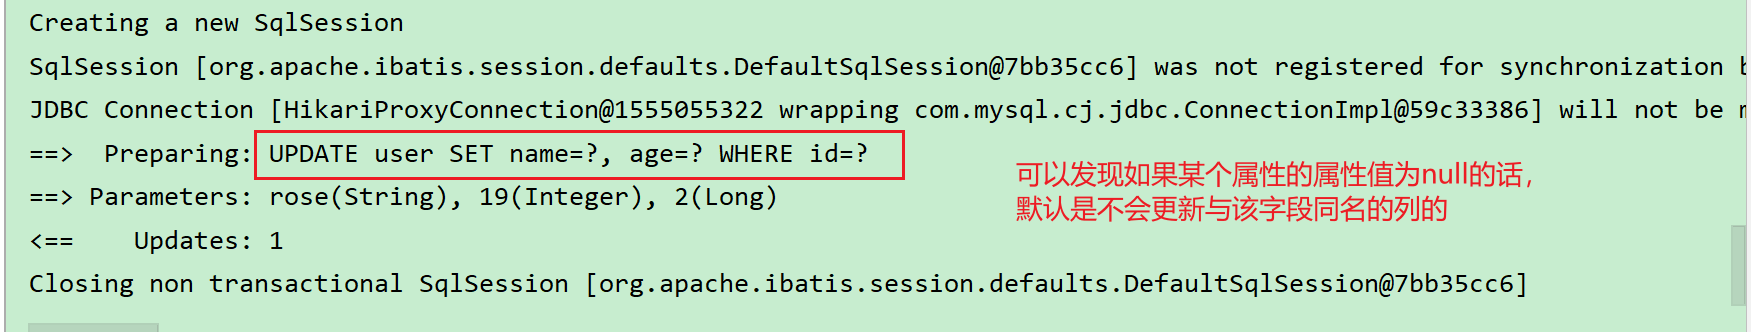 Creating a new SqlSession
SqlSession [org.apache.ibatis.session.defaults.DefaultSqlSession@7bb35cc6] was not registered for synchronization
JDBC Connection [HikariProxyConnection@1555055322 wrapping com.mysql.cj.jdbc.ConnectionImpl@59c33386] will not be
==>  Preparing: UPDATE user SET name=?, age=? WHERE id=?
==> Parameters: rose(String), 19(Integer), 2(Long)
<==    Updates: 1
Closing non transactional SqlSession [org.apache.ibatis.session.defaults.DefaultSqlSession@7bb35cc6]
可以发现如果某个属性的属性值为null的话，
默认是不会更新与该字段同名的列的